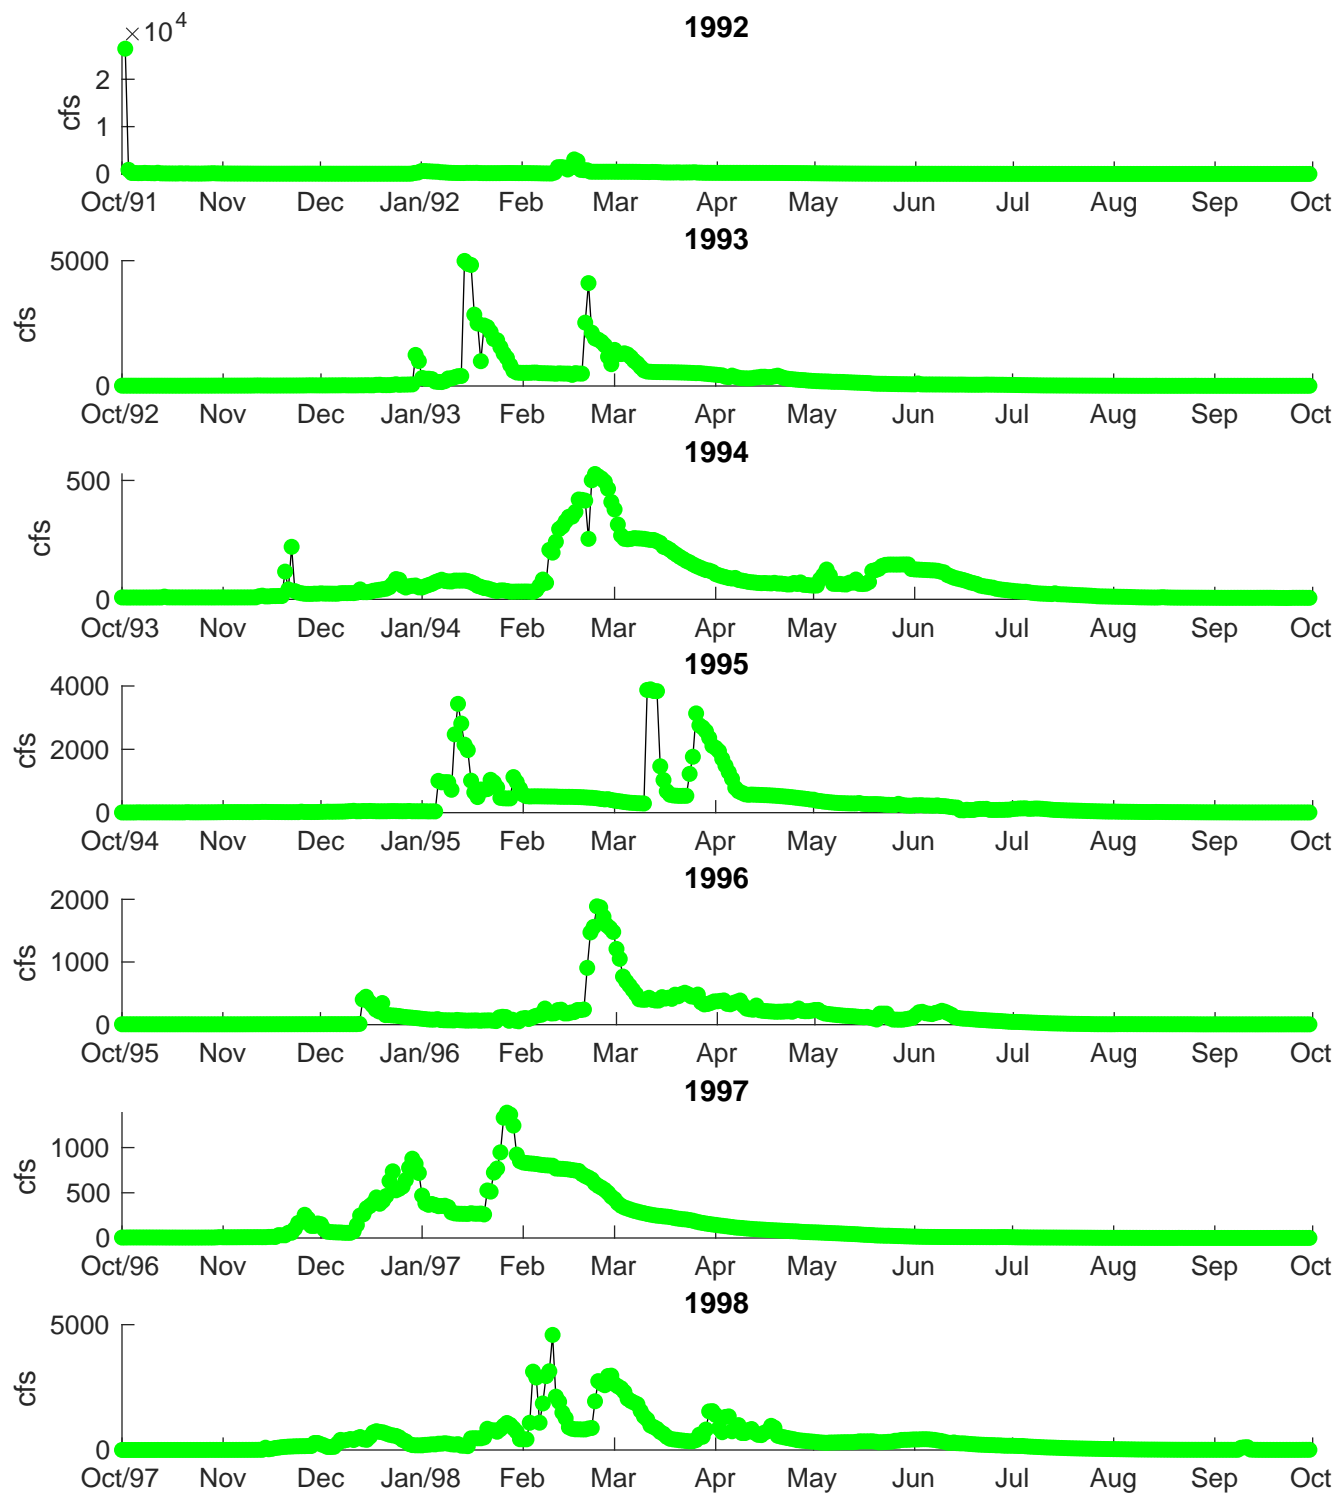 ×10^4
1992
2
1
0
cfs
Oct/91 Nov Dec Jan/92 Feb Mar Apr May Jun Jul Aug Sep Oct
1993
5000
0
cfs
Oct/92 Nov Dec Jan/93 Feb Mar Apr May Jun Jul Aug Sep Oct
1994
500
0
cfs
Oct/93 Nov Dec Jan/94 Feb Mar Apr May Jun Jul Aug Sep Oct
1995
4000
2000
0
cfs
Oct/94 Nov Dec Jan/95 Feb Mar Apr May Jun Jul Aug Sep Oct
1996
2000
1000
0
cfs
Oct/95 Nov Dec Jan/96 Feb Mar Apr May Jun Jul Aug Sep Oct
1997
1000
500
0
cfs
Oct/96 Nov Dec Jan/97 Feb Mar Apr May Jun Jul Aug Sep Oct
1998
5000
0
cfs
Oct/97 Nov Dec Jan/98 Feb Mar Apr May Jun Jul Aug Sep Oct